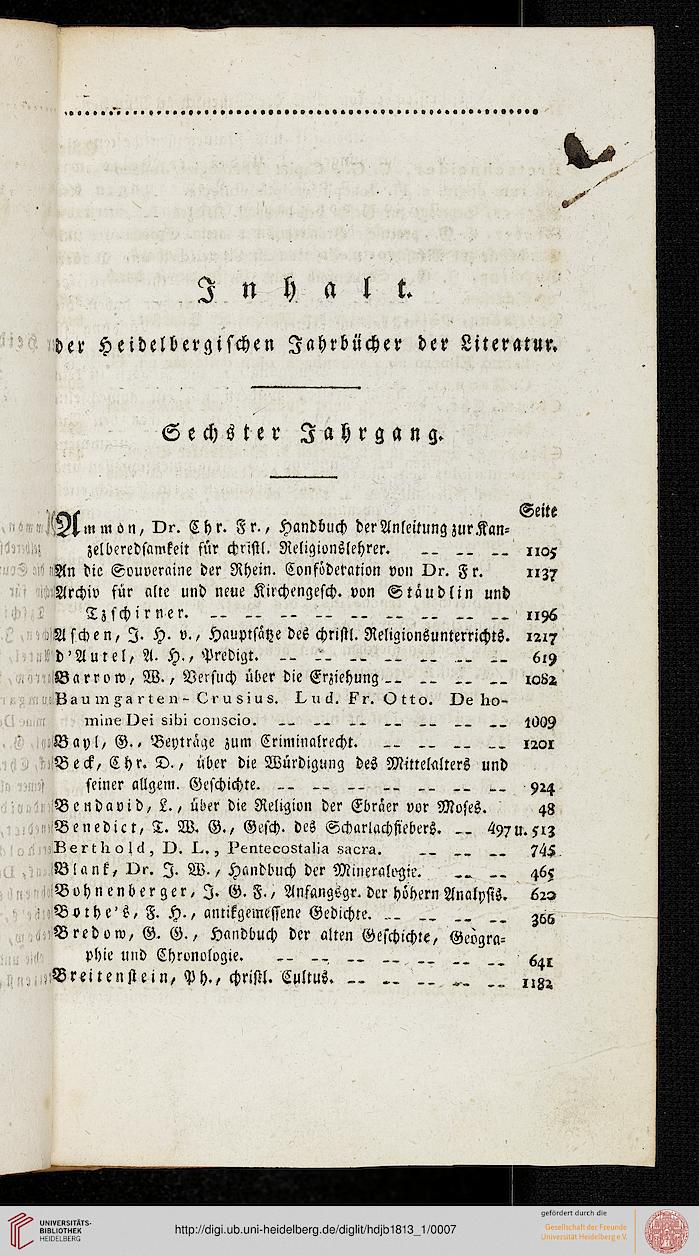 Inhalt.
der Heidelbergischen Jahrbücher der Literatur.
Sechster Jahrgang.
Seite
Ammon, Dr. Chr. Fr., Handbuch der Anleitung zur Kan-
zelberedsamkeit für christl. Religionslehrer. — — — 1105
An die Souveraine der Rhein. Conföderation von Dr. Fr. 1137
Archiv für alte und neue Kirchengesch. von Stäudlin und
Tzschirner. — — — — — — — — 1196
Aschen, J. H. v., Hauptsätze des christl. Religionsunterrichts. 1217
d'Autel, A. H., Predigt. — — — — — — — 619
Barrow, W., Versuch über die Erziehung — — — — 1082
Baumgarten-Crusius. Lud. Fr. Otto. De ho-
mine Dei sibi conscio. — — — — — — — 1009
Bayl, G., Beyträge zum Criminalrecht. — — — — 1201
Beck, Chr. D., über die Würdigung des Mittelalters und
seiner allgem. Geschichte. — — — — — — — 924
Bendavid, L., über die Religion der Ebräer vor Moses. 48
Benedict, T. W. G., Gesch. des Scharlachfiebers. — 497 u. 513
Berthold, D. L., Pentecostalia sacra. — — — 745
Blank, Dr. J. W., Handbuch der Mineralogie. — — — 465
Bohnenberger, J. G. F., Anfangsgr. der höhern Analysis. 620
Bothe's, F. H., antikgemessene Gedichte. — — — — 366
Bredow, G. G., Handbuch der alten Geschichte, Geogra-
phie und Chronologie. — — — — — — — 641
Breitenstein, Ph., christl. Cultus. — — — — — 1182
UNIVERSITÄTS-
BIBLIOTHEK
HEIDELBERG
http://digi.ub.uni-heidelberg.de/diglit/hdjb1813_1/0007
gefördert durch die
Gesellschaft der Freunde
Universität Heidelberg e.V.